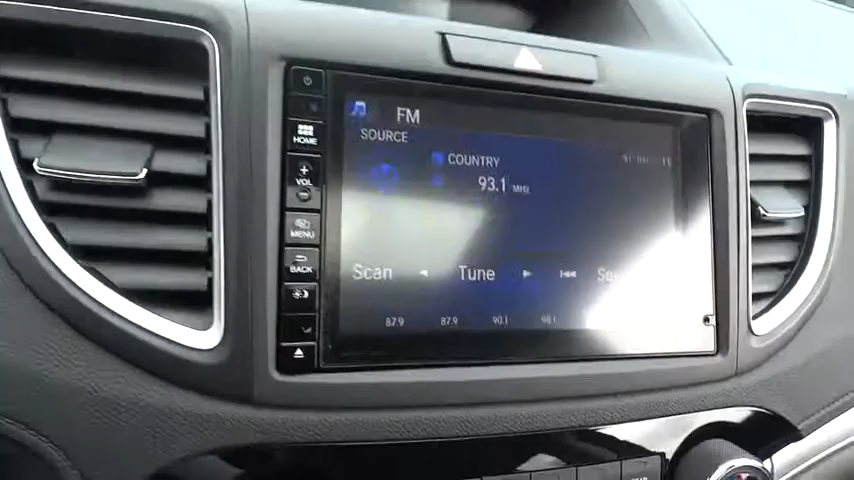 FM
SOURCE
HOME
COUNTRY
VOL
93.1 MHz
MENU
BACK
Scan
Tune
87.9
87.9
90.1
98.1